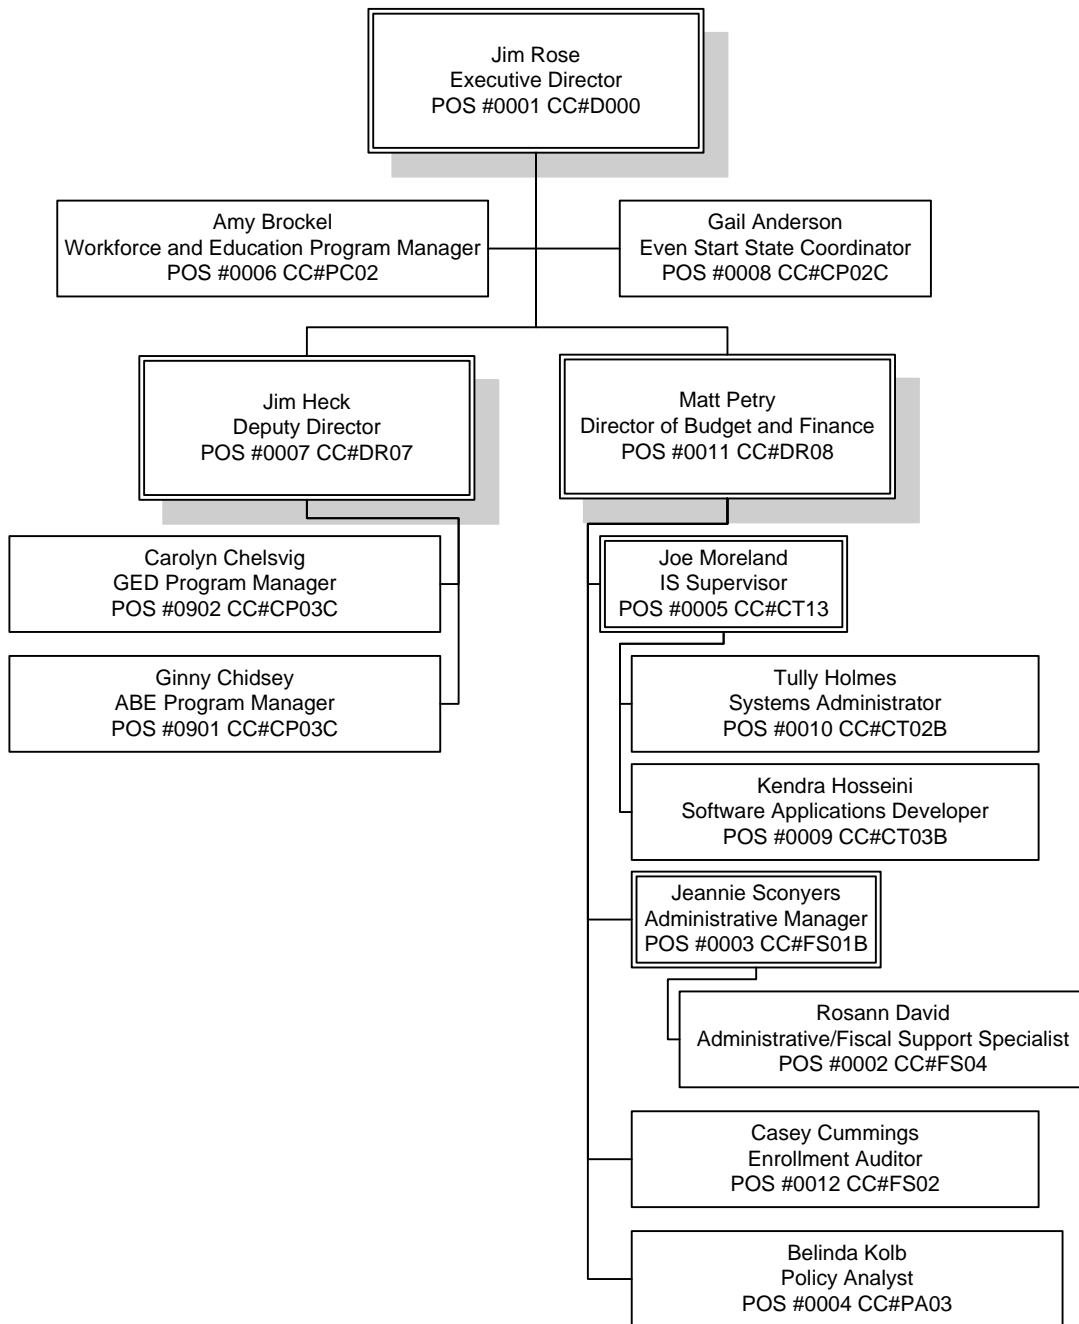 Jim Rose
Executive Director
POS #0001 CC#D000
Amy Brockel
Workforce and Education Program Manager
POS #0006 CC#PC02
Gail Anderson
Even Start State Coordinator
POS #0008 CC#CP02C
Jim Heck
Deputy Director
POS #0007 CC#DR07
Matt Petry
Director of Budget and Finance
POS #0011 CC#DR08
Carolyn Chelsvig
GED Program Manager
POS #0902 CC#CP03C
Ginny Chidsey
ABE Program Manager
POS #0901 CC#CP03C
Joe Moreland
IS Supervisor
POS #0005 CC#CT13
Tully Holmes
Systems Administrator
POS #0010 CC#CT02B
Kendra Hosseini
Software Applications Developer
POS #0009 CC#CT03B
Jeannie Sconyers
Administrative Manager
POS #0003 CC#FS01B
Rosann David
Administrative/Fiscal Support Specialist
POS #0002 CC#FS04
Casey Cummings
Enrollment Auditor
POS #0012 CC#FS02
Belinda Kolb
Policy Analyst
POS #0004 CC#PA03